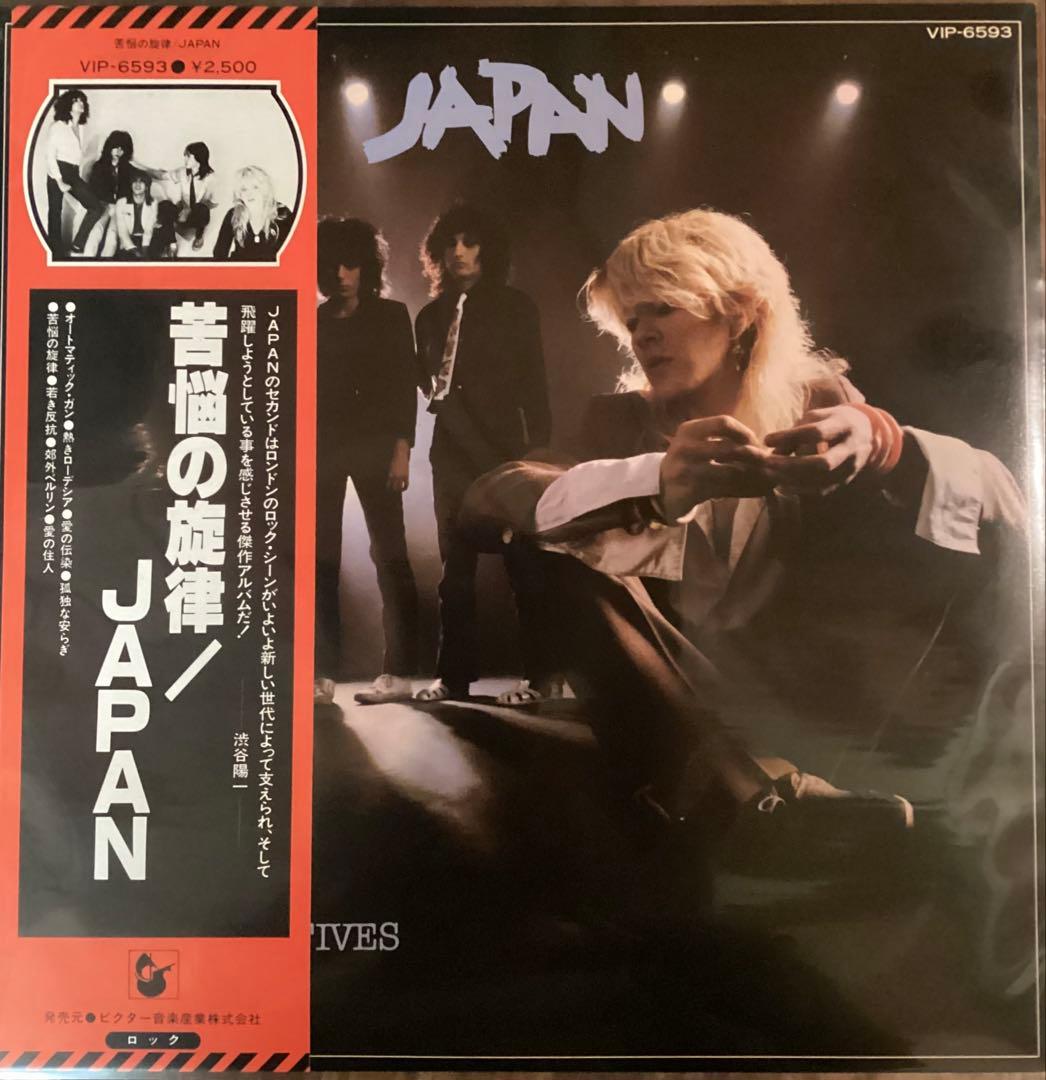 苦悩の旋律/JAPAN
VIP-6593●¥2,500
JAPANのセカンドはロンドンのロック・シーンがいよいよ新しい世代によって支えられ、そして
飛躍しようとしている事を感じさせる傑作アルバムだ!
渋谷陽一
苦悩の旋律/
JAPAN
●オートマティック・ガン●熱きローデシア●愛の伝染●孤独な安らぎ
●苦悩の旋律●若き反抗●郊外ベルリン●愛の住人
発売元●ビクター音楽産業株式会社
ロック
VIP-6593
JAPAN
TIVES